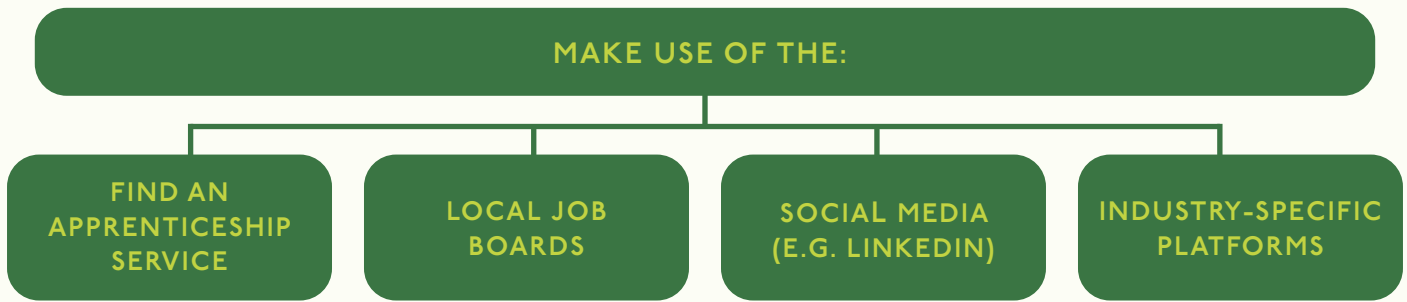 MAKE USE OF THE:
FIND AN
APPRENTICESHIP
SERVICE
LOCAL JOB
BOARDS
SOCIAL MEDIA
(E.G. LINKEDIN)
INDUSTRY-SPECIFIC
PLATFORMS